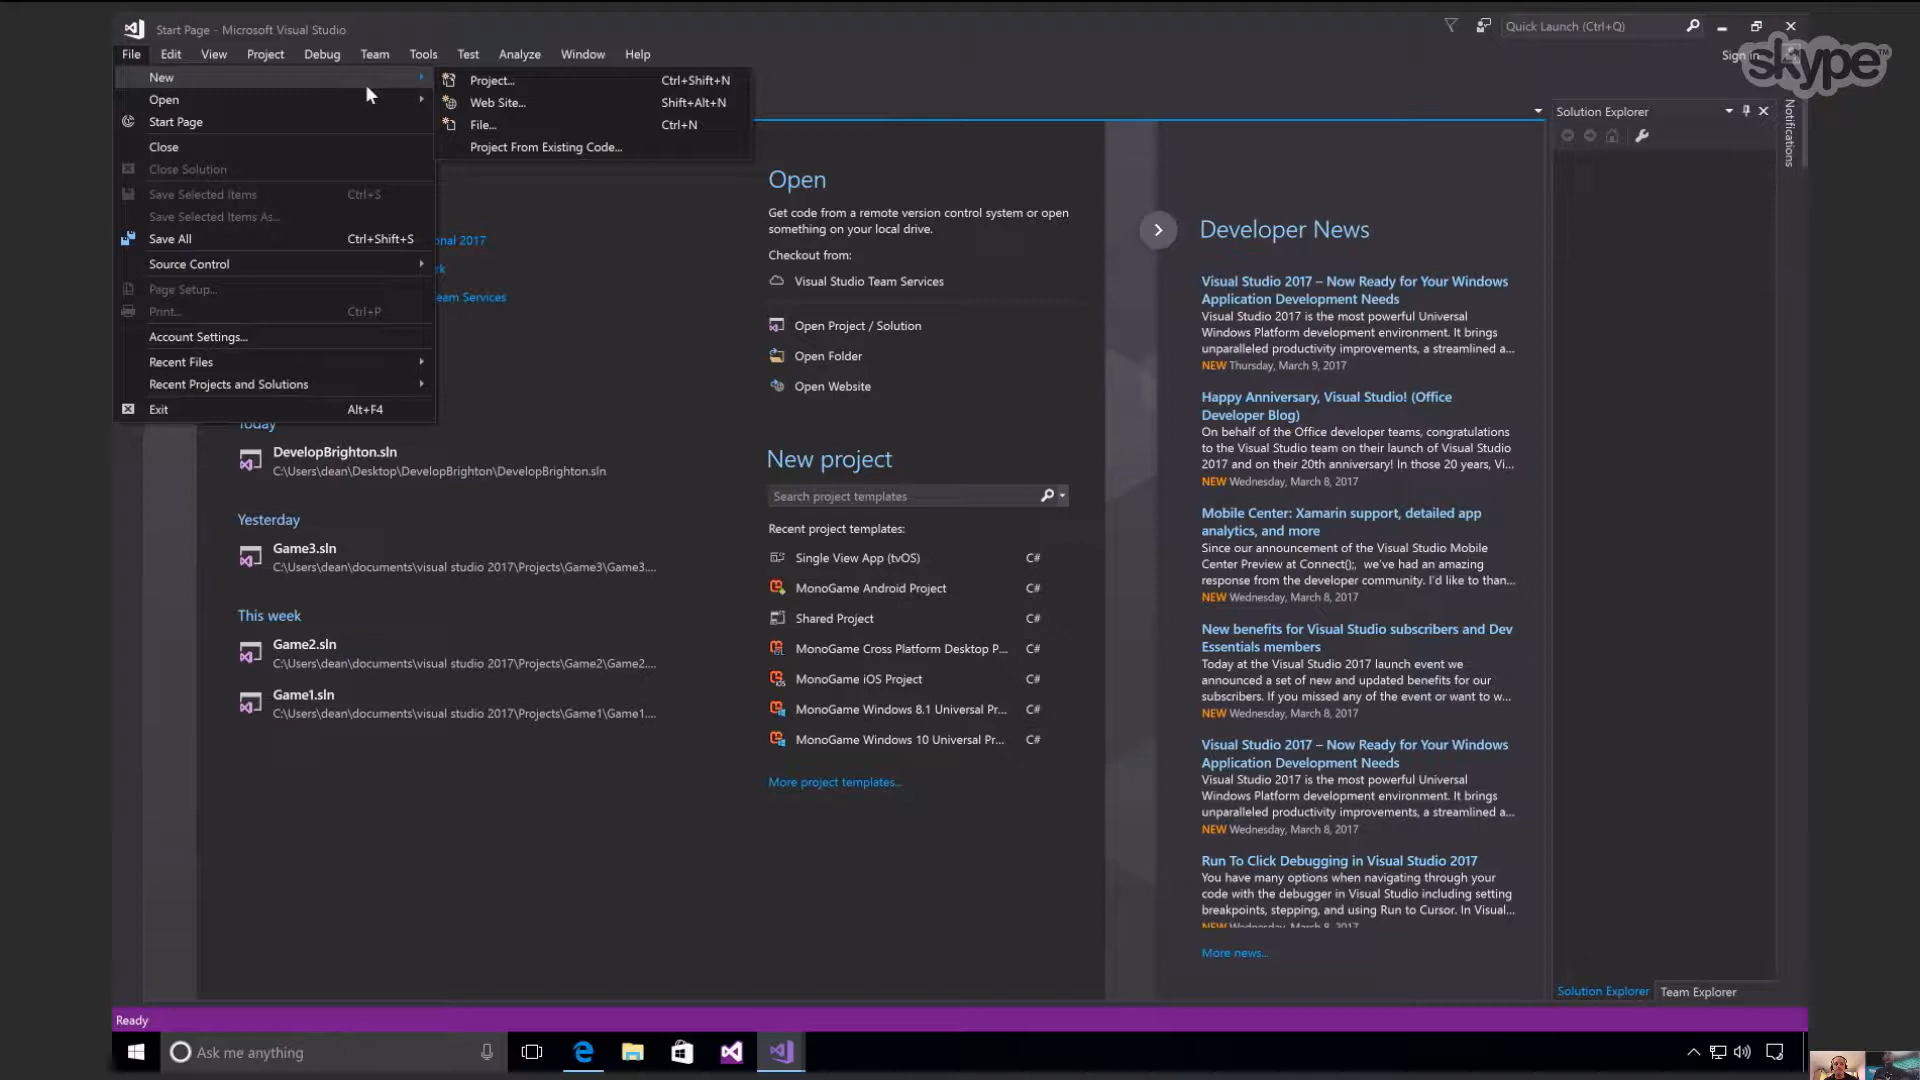 Start Page - Microsoft Visual Studio
Quick Launch (Ctrl+Q)
File Edit View Project Debug Team Tools Test Analyze Window Help
Sign in
skype™
New
Open
Start Page
Close
Close Solution
Save Selected Items Ctrl+S
Save Selected Items As...
Save All Ctrl+Shift+S
Source Control
Page Setup...
Print... Ctrl+P
Account Settings...
Recent Files
Recent Projects and Solutions
Exit Alt+F4
Project... Ctrl+Shift+N
Web Site... Shift+Alt+N
File... Ctrl+N
Project From Existing Code...
onal 2017
rk
eam Services
Today
DevelopBrighton.sln
C:\Users\dean\Desktop\DevelopBrighton\DevelopBrighton.sln
Yesterday
Game3.sln
C:\Users\dean\documents\visual studio 2017\Projects\Game3\Game3....
This week
Game2.sln
C:\Users\dean\documents\visual studio 2017\Projects\Game2\Game2....
Game1.sln
C:\Users\dean\documents\visual studio 2017\Projects\Game1\Game1....
Open
Get code from a remote version control system or open
something on your local drive.
Checkout from:
Visual Studio Team Services
Open Project / Solution
Open Folder
Open Website
New project
Search project templates
Recent project templates:
Single View App (tvOS) C#
MonoGame Android Project C#
Shared Project C#
MonoGame Cross Platform Desktop P... C#
MonoGame iOS Project C#
MonoGame Windows 8.1 Universal Pr... C#
MonoGame Windows 10 Universal Pr... C#
More project templates...
Developer News
Visual Studio 2017 – Now Ready for Your Windows
Application Development Needs
Visual Studio 2017 is the most powerful Universal
Windows Platform development environment. It brings
unparalleled productivity improvements, a streamlined a...
NEW Thursday, March 9, 2017
Happy Anniversary, Visual Studio! (Office
Developer Blog)
On behalf of the Office developer teams, congratulations
to the Visual Studio team on their launch of Visual Studio
2017 and on their 20th anniversary! In those 20 years, Vi...
NEW Wednesday, March 8, 2017
Mobile Center: Xamarin support, detailed app
analytics, and more
Since our announcement of the Visual Studio Mobile
Center Preview at Connect();, we've had an amazing
response from the developer community. I'd like to than...
NEW Wednesday, March 8, 2017
New benefits for Visual Studio subscribers and Dev
Essentials members
Today at the Visual Studio 2017 launch event we
announced a set of new and updated benefits for our
subscribers. If you missed any of the event or want to w...
NEW Wednesday, March 8, 2017
Visual Studio 2017 – Now Ready for Your Windows
Application Development Needs
Visual Studio 2017 is the most powerful Universal
Windows Platform development environment. It brings
unparalleled productivity improvements, a streamlined a...
NEW Wednesday, March 8, 2017
Run To Click Debugging in Visual Studio 2017
You have many options when navigating through your
code with the debugger in Visual Studio including setting
breakpoints, stepping, and using Run to Cursor. In Visual...
NEW Wednesday, March 8, 2017
More news...
Solution Explorer
Notifications
Solution Explorer Team Explorer
Ready
Ask me anything